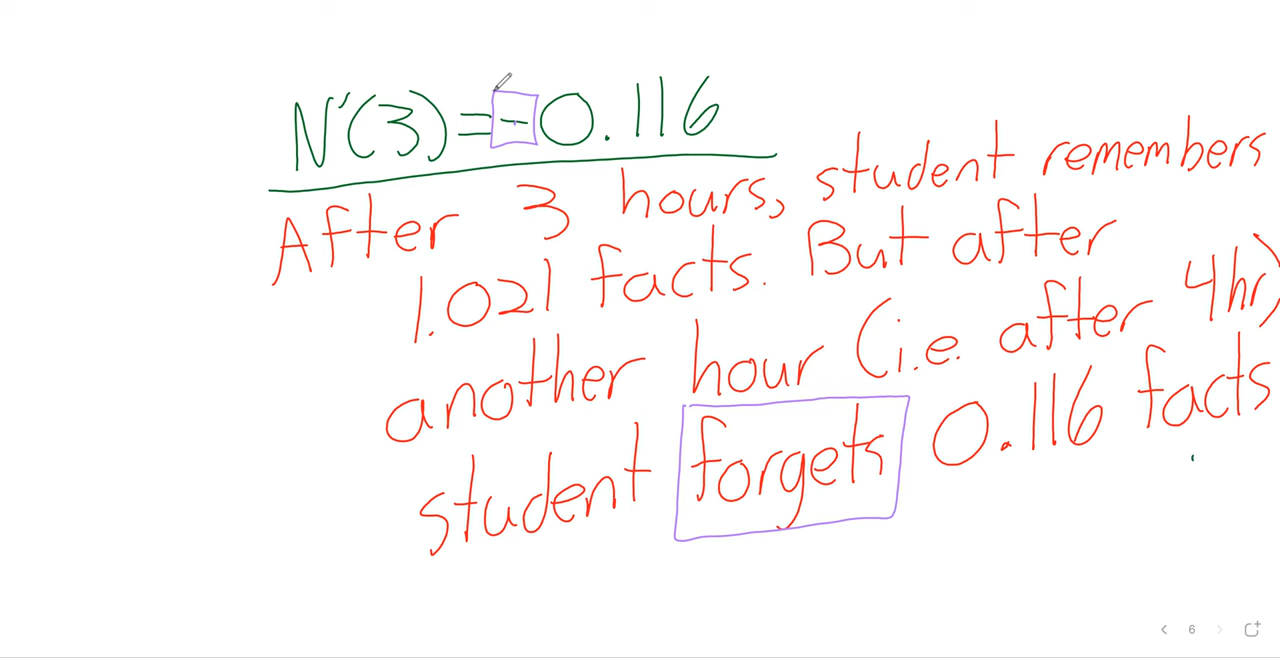 N'(3) = -0.116
After 3 hours, student remembers
1.021 facts. But after
another hour (i.e. after 4hr)
student forgets 0.116 facts
6